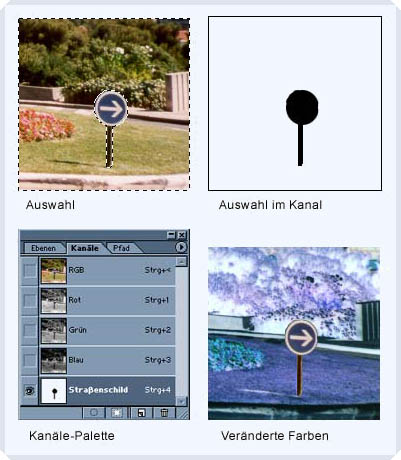 Auswahl
Auswahl im Kanal
Ebenen Kanäle Pfad
RGB Strg+<
Rot Strg+1
Grün Strg+2
Blau Strg+3
Straßenschild Strg+4
Kanäle-Palette
Veränderte Farben